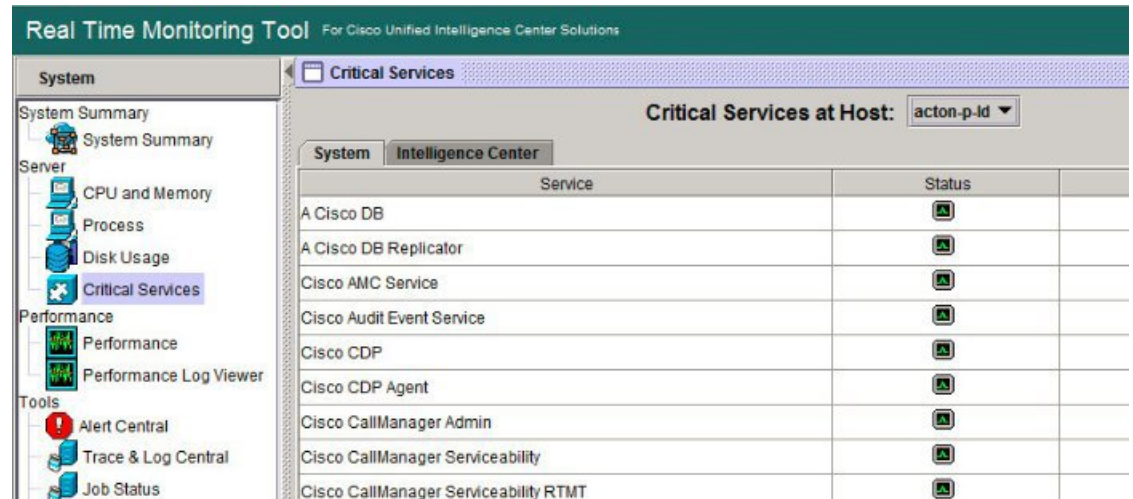 Real Time Monitoring Tool For Cisco Unified Intelligence Center Solutions
System
System Summary
System Summary
Server
CPU and Memory
Process
Disk Usage
Critical Services
Performance
Performance
Performance Log Viewer
Tools
Alert Central
Trace & Log Central
Job Status
Critical Services
Critical Services at Host: acton-p-ld
System Intelligence Center
Service Status
A Cisco DB
A Cisco DB Replicator
Cisco AMC Service
Cisco Audit Event Service
Cisco CDP
Cisco CDP Agent
Cisco CallManager Admin
Cisco CallManager Serviceability
Cisco CallManager Serviceability RTMT